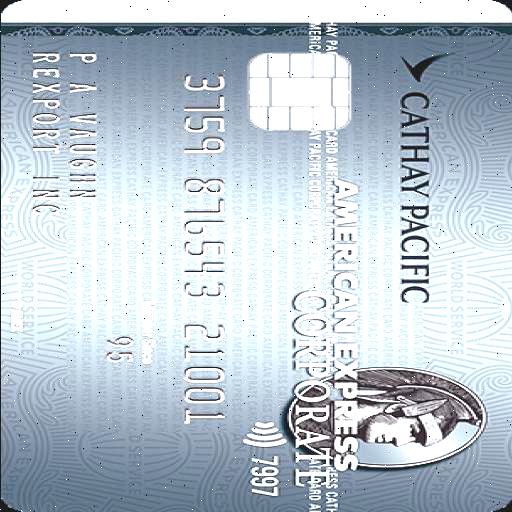 CATHAY PACIFIC
AMERICAN EXPRESS
CORPORATE
7997
3759 876543 21001
95
P A VAUGHN
REXPORT INC